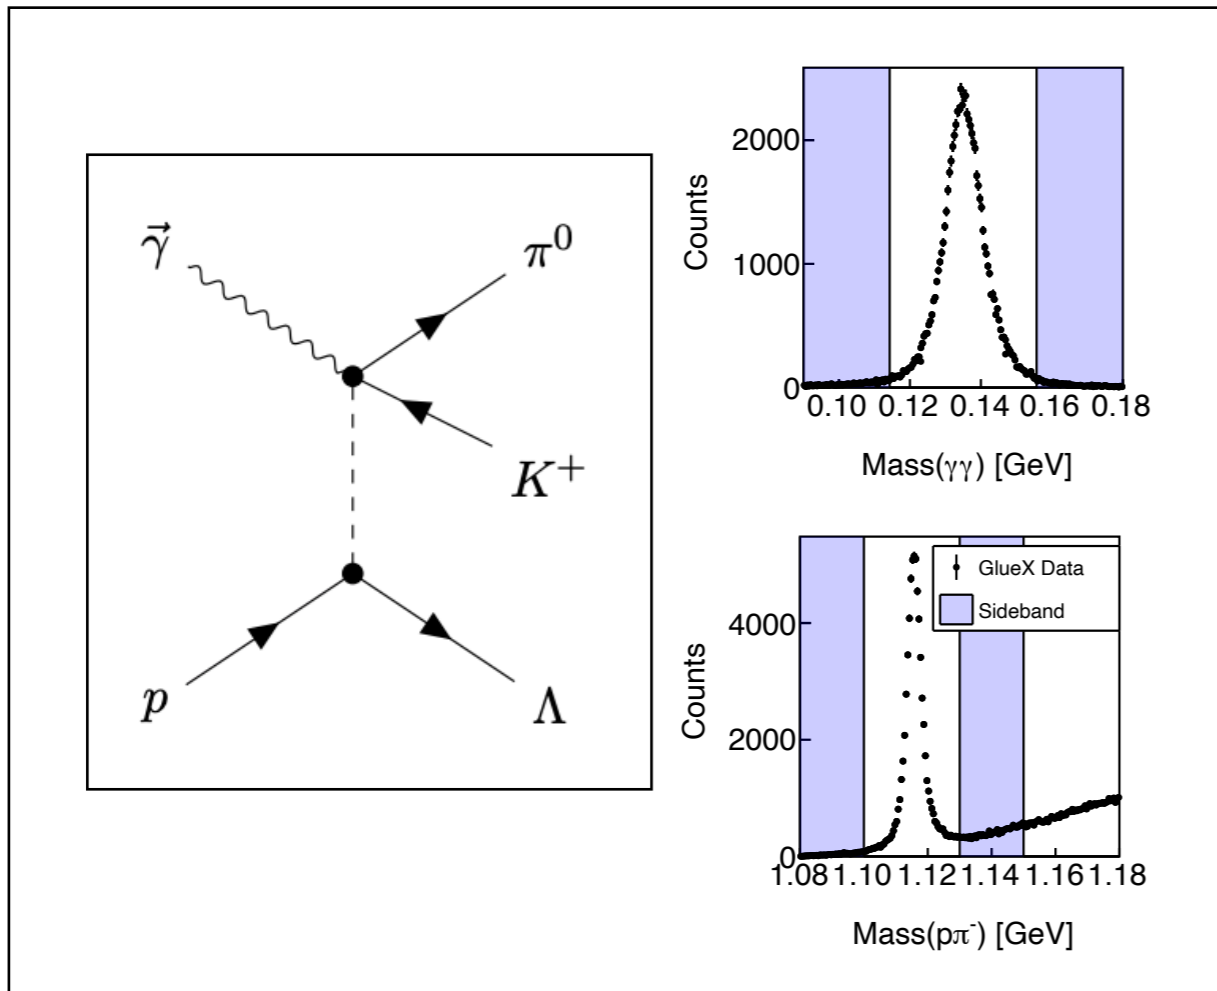 γ⃗
π⁰
K⁺
p
Λ
2000
1000
0
Counts
0.10 0.12 0.14 0.16 0.18
Mass(γγ) [GeV]
GlueX Data
Sideband
4000
2000
0
Counts
1.08 1.10 1.12 1.14 1.16 1.18
Mass(pπ⁻) [GeV]